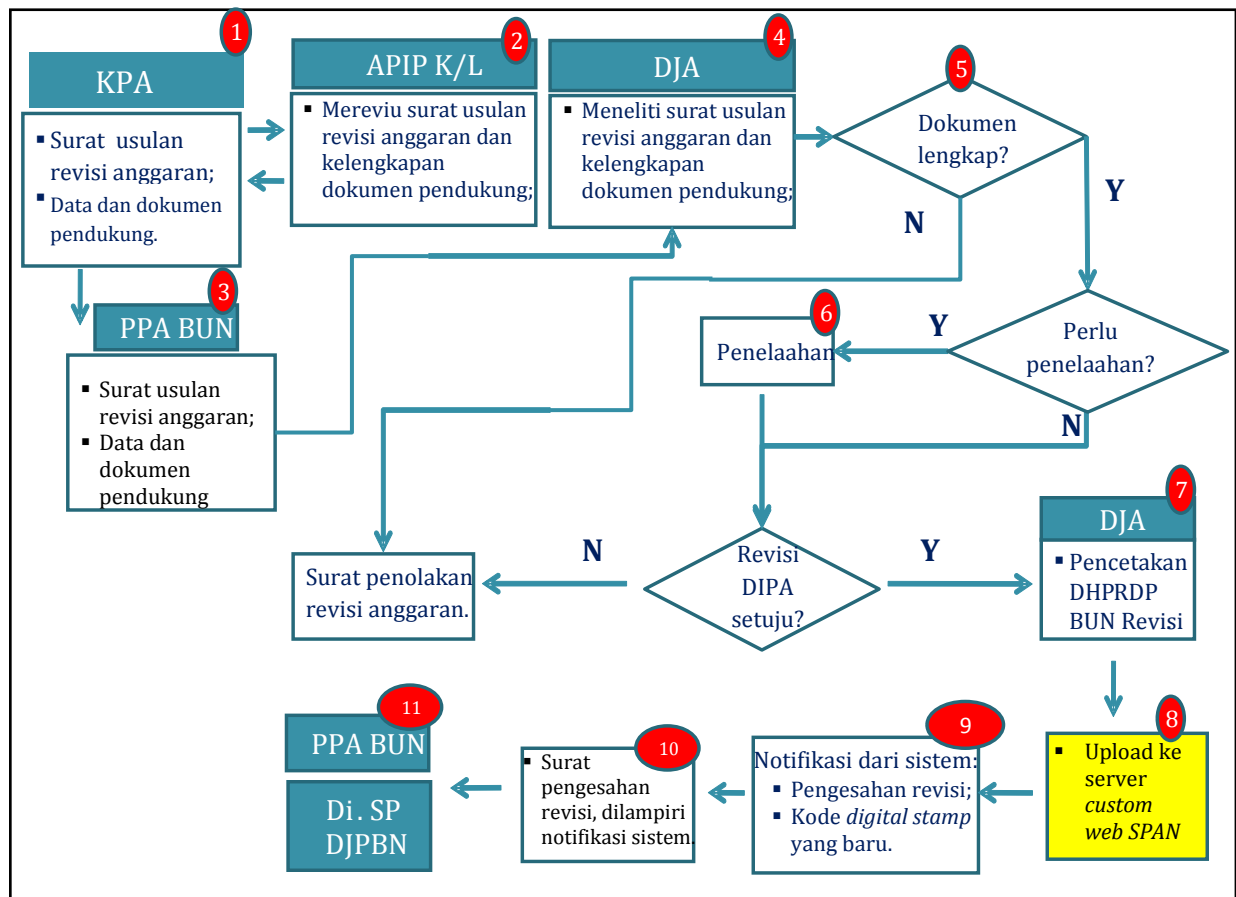 1
KPA
▪ Surat usulan
revisi anggaran;
▪ Data dan dokumen
pendukung.
2
APIP K/L
▪ Mereviu surat usulan
revisi anggaran dan
kelengkapan
dokumen pendukung;
4
DJA
▪ Meneliti surat usulan
revisi anggaran dan
kelengkapan
dokumen pendukung;
5
Dokumen
lengkap?
Y
N
3
PPA BUN
▪ Surat usulan
revisi anggaran;
▪ Data dan
dokumen
pendukung
6
Penelaahan
Y
Perlu
penelaahan?
N
Surat penolakan
revisi anggaran.
N
Revisi
DIPA
setuju?
Y
7
DJA
▪ Pencetakan
DHPRDP
BUN Revisi
8
▪ Upload ke
server
custom
web SPAN
9
Notifikasi dari sistem:
▪ Pengesahan revisi;
▪ Kode digital stamp
yang baru.
10
▪ Surat
pengesahan
revisi, dilampiri
notifikasi sistem.
11
PPA BUN
Di. SP
DJPBN